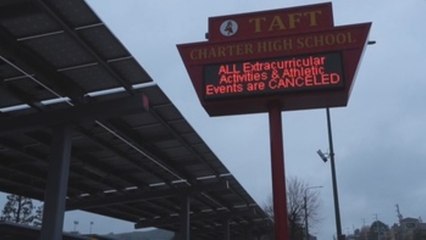 TAFT
CHARTER HIGH SCHOOL
ALL Extracurricular
Activities & Athletic
Events are CANCELED